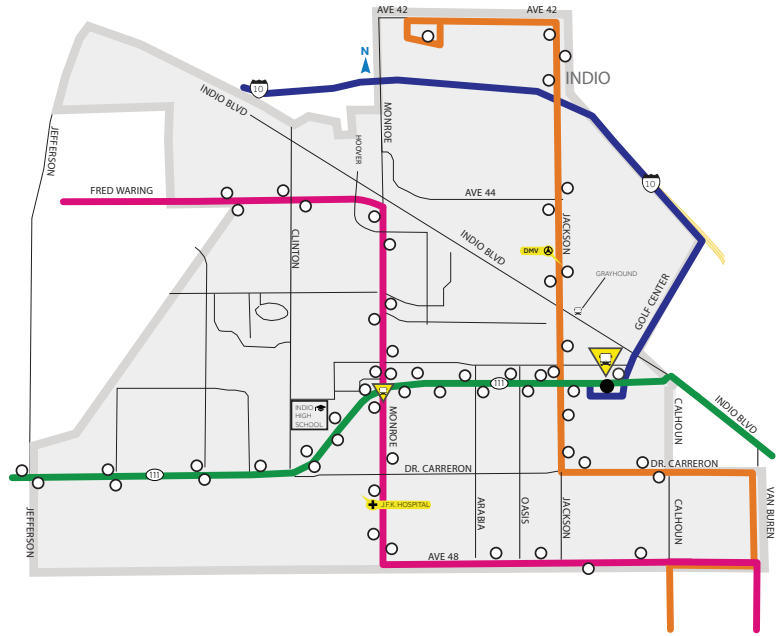 AVE 42
AVE 42
N
INDIO
10
INDIO BLVD
MONROE
JEFFERSON
HOOVER
10
FRED WARING
AVE 44
CLINTON
JACKSON
INDIO BLVD
DMV
GRAYHOUND
GOLF CENTER
111
INDIO
HIGH
SCHOOL
MONROE
CALHOUN
INDIO BLVD
DR. CARRERON
DR. CARRERON
111
J.F.K HOSPITAL
ARABIA
OASIS
JACKSON
CALHOUN
VAN BUREN
JEFFERSON
AVE 48